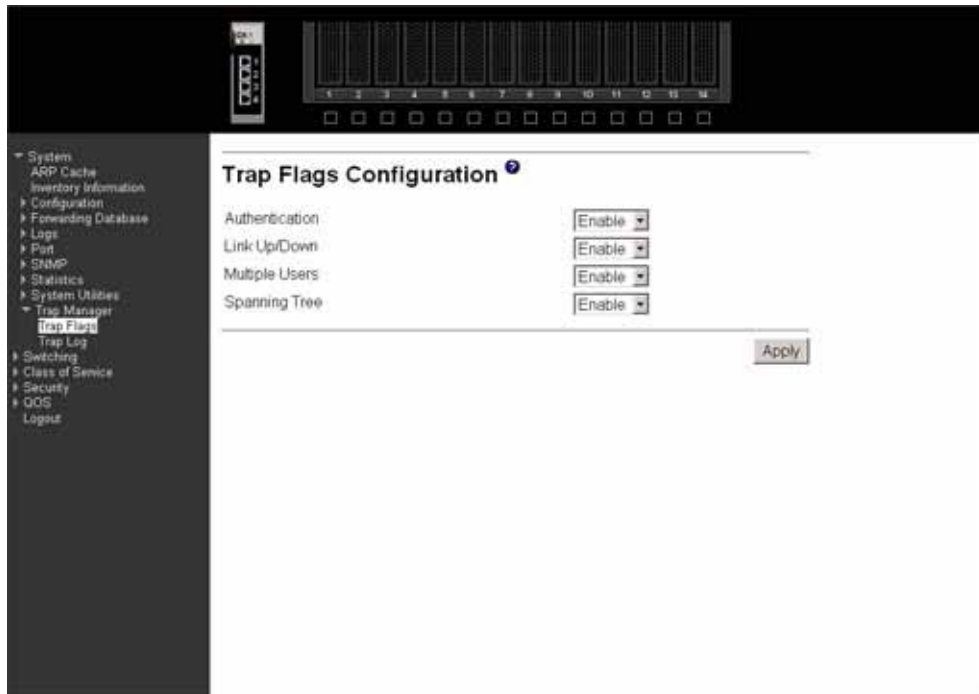 1 2 3 4 5 6 7 8 9 10 11 12 13 14
System
ARP Cache
Inventory Information
Configuration
Forwarding Database
Logs
Port
SNMP
Statistics
System Utilities
Trap Manager
Trap Flags
Trap Log
Switching
Class of Service
Security
QOS
Logout
Trap Flags Configuration ?
Authentication Enable
Link Up/Down Enable
Multiple Users Enable
Spanning Tree Enable
Apply